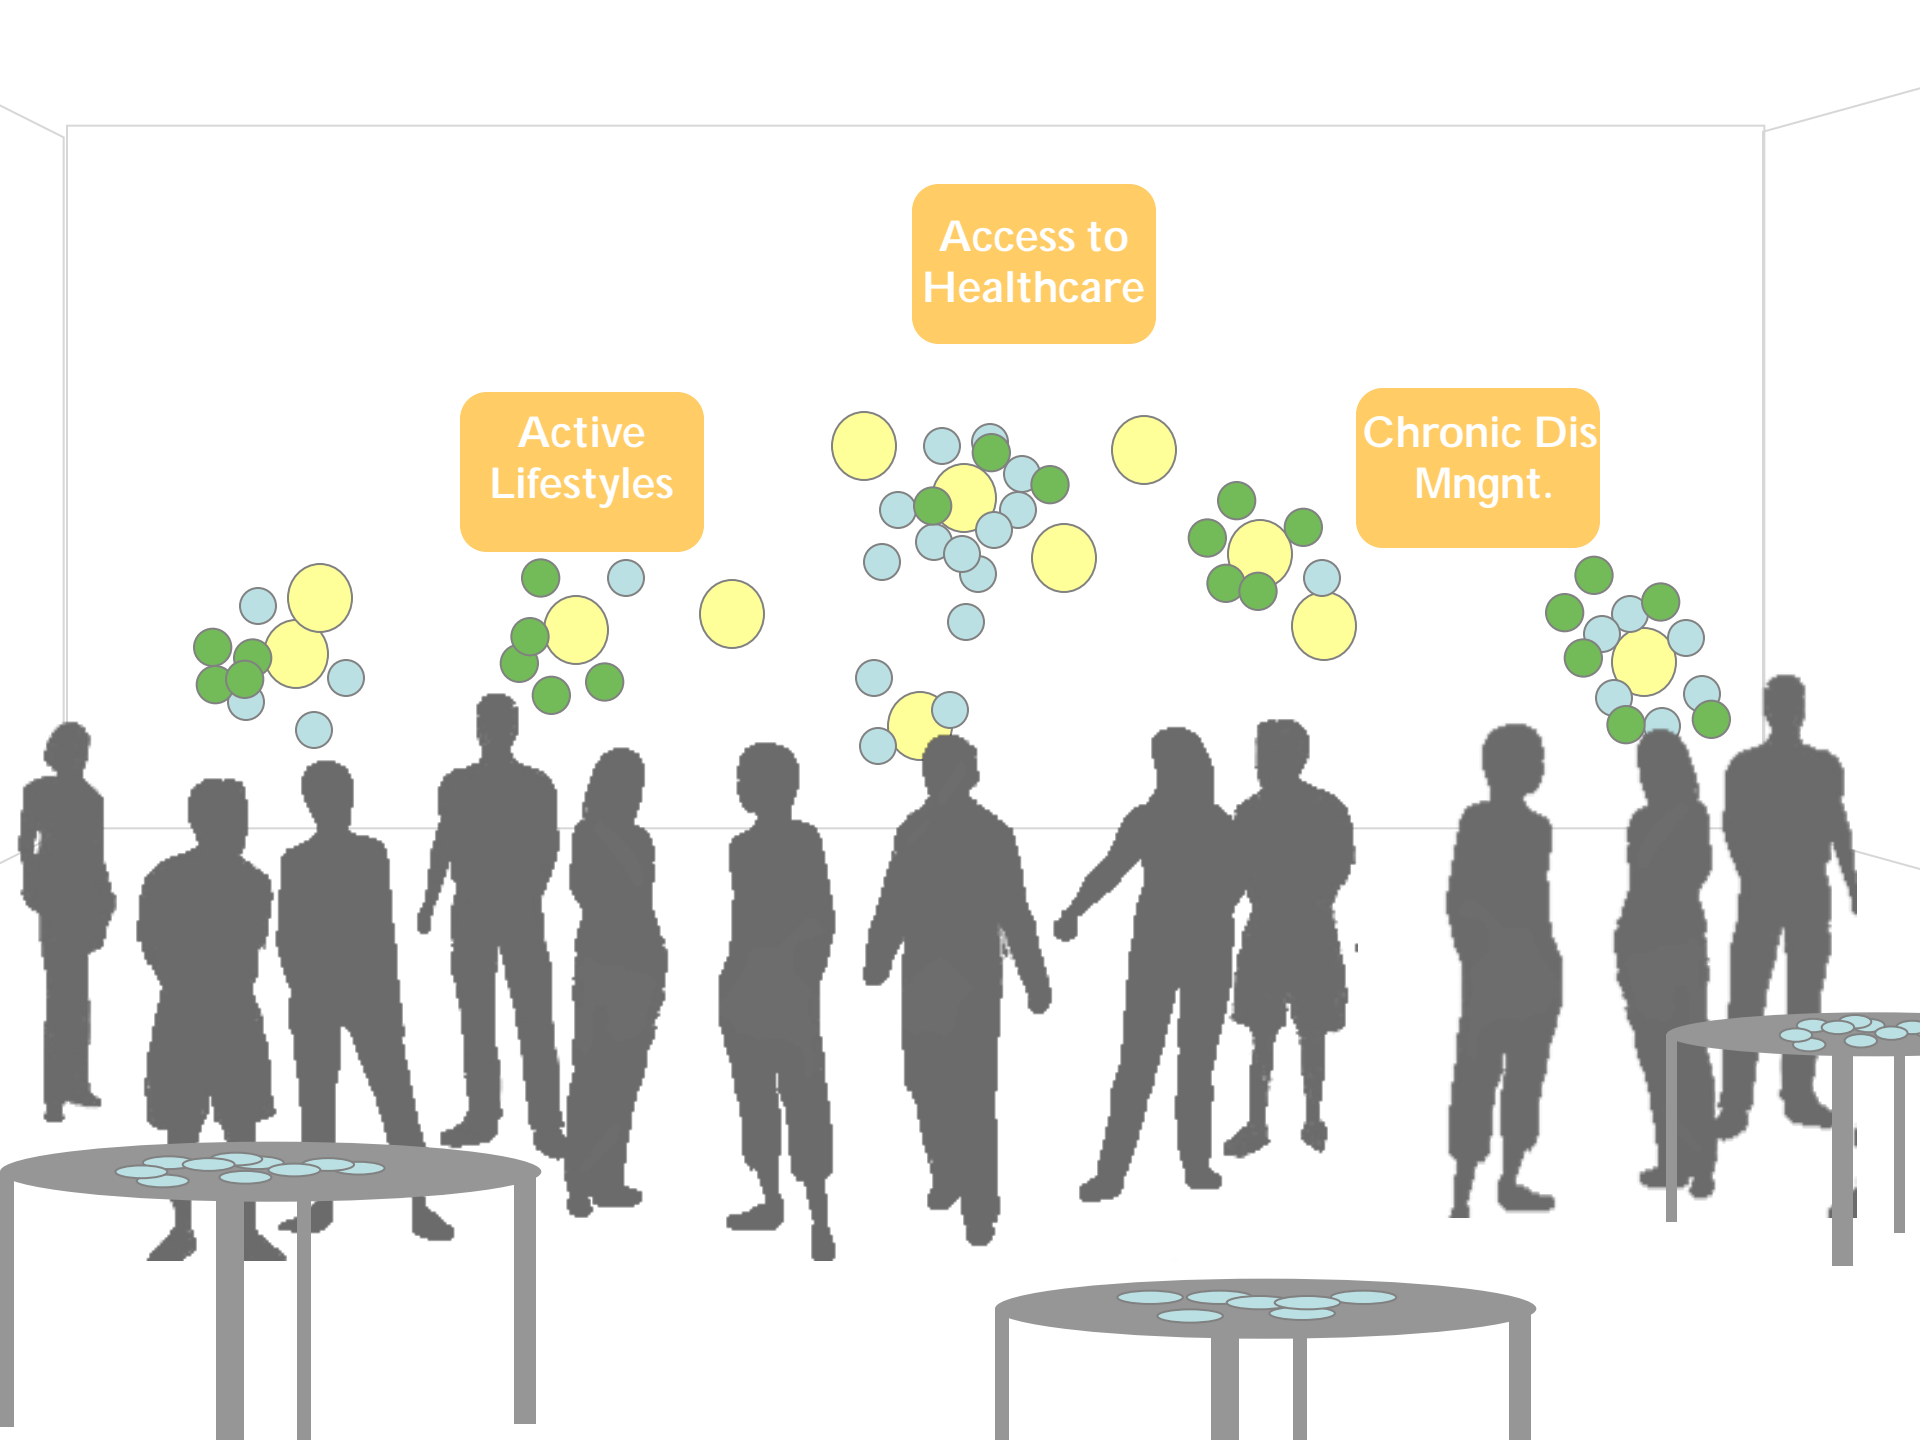 Access to
Healthcare
Active
Lifestyles
Chronic Dis
Mngnt.